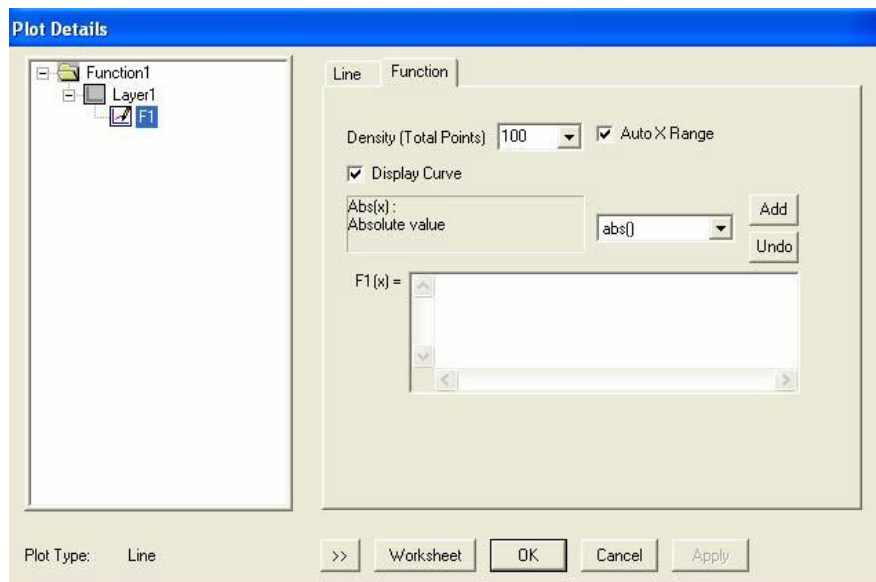 Plot Details
Function1
Layer1
F1
Line Function
Density (Total Points) 100 Auto X Range
Display Curve
Abs(x) :
Absolute value
abs()
Add
Undo
F1(x) =
Plot Type: Line >> Worksheet OK Cancel Apply